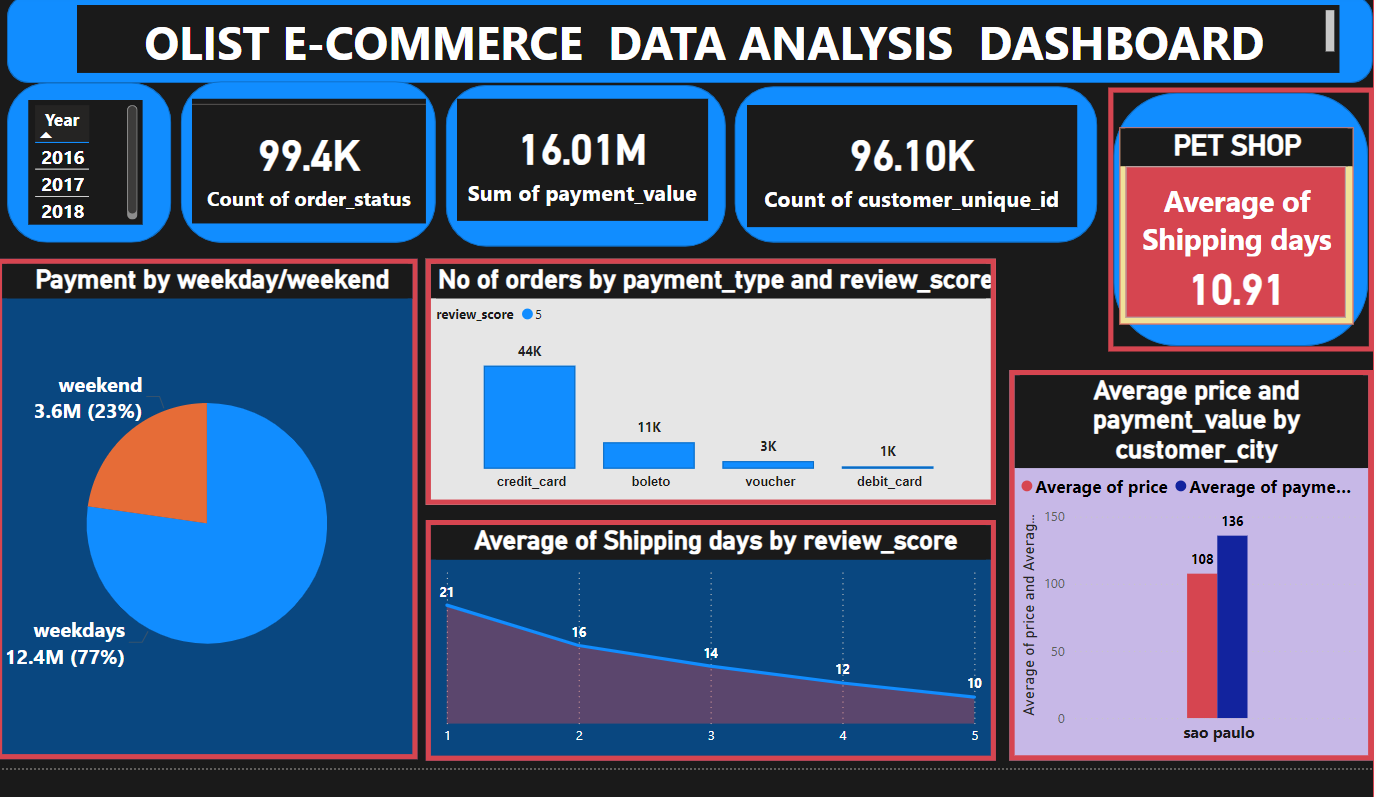 OLIST E-COMMERCE DATA ANALYSIS DASHBOARD
Year
2016
2017
2018
99.4K
Count of order_status
16.01M
Sum of payment_value
96.10K
Count of customer_unique_id
PET SHOP
Average of
Shipping days
10.91
Payment by weekday/weekend
weekend
3.6M (23%)
weekdays
12.4M (77%)
No of orders by payment_type and review_score
review_score 5
44K
11K
3K
1K
credit_card boleto voucher debit_card
Average of Shipping days by review_score
21
16
14
12
10
1 2 3 4 5
Average price and
payment_value by
customer_city
Average of price Average of payme...
Average of price and Averag...
150
100
50
0
136
108
sao paulo